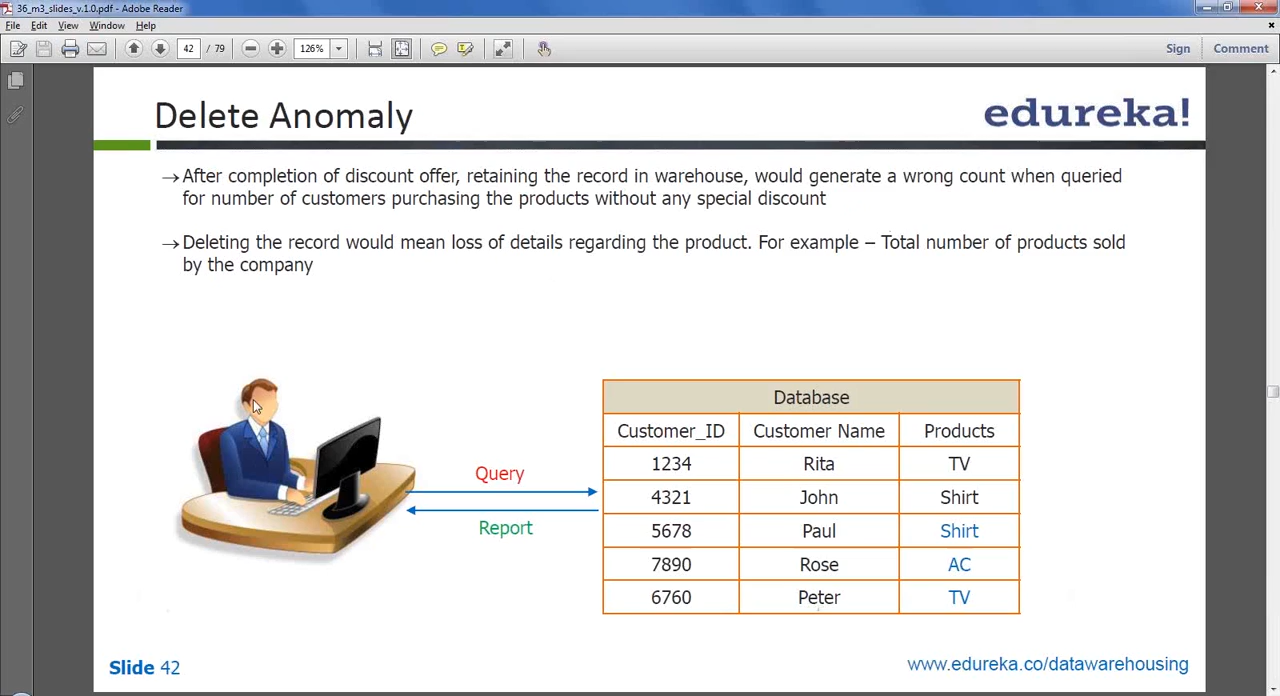 36_m3_slides_v.1.0.pdf - Adobe Reader
File Edit View Window Help
42 / 79 126% Sign Comment
Delete Anomaly
edureka!
→After completion of discount offer, retaining the record in warehouse, would generate a wrong count when queried
for number of customers purchasing the products without any special discount
→Deleting the record would mean loss of details regarding the product. For example – Total number of products sold
by the company
Database
Customer_ID Customer Name Products
1234 Rita TV
4321 John Shirt
5678 Paul Shirt
7890 Rose AC
6760 Peter TV
Query
Report
Slide 42
www.edureka.co/datawarehousing